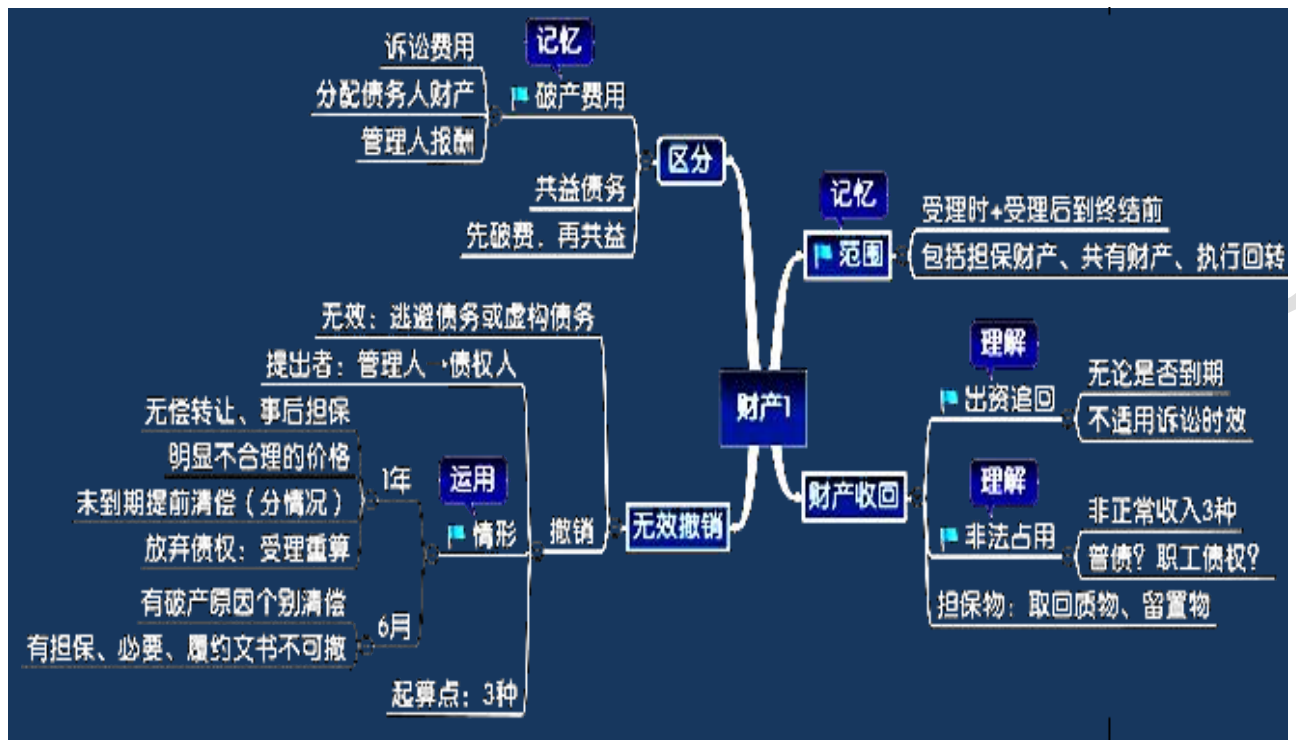 财产1
记忆
范围
受理时+受理后到终结前
包括担保财产、共有财产、执行回转
财产收回
理解
出资追回
无论是否到期
不适用诉讼时效
理解
非法占用
非正常收入3种
普债？职工债权？
担保物：取回质物、留置物
区分
记忆
破产费用
诉讼费用
分配债务人财产
管理人报酬
共益债务
先破费．再共益
无效撤销
无效：逃避债务或虚构债务
撤销
提出者：管理人→债权人
运用
情形
1年
无偿转让、事后担保
明显不合理的价格
未到期提前清偿（分情况）
放弃债权：受理重算
6月
有破产原因个别清偿
有担保、必要、履约文书不可撤
起算点：3种